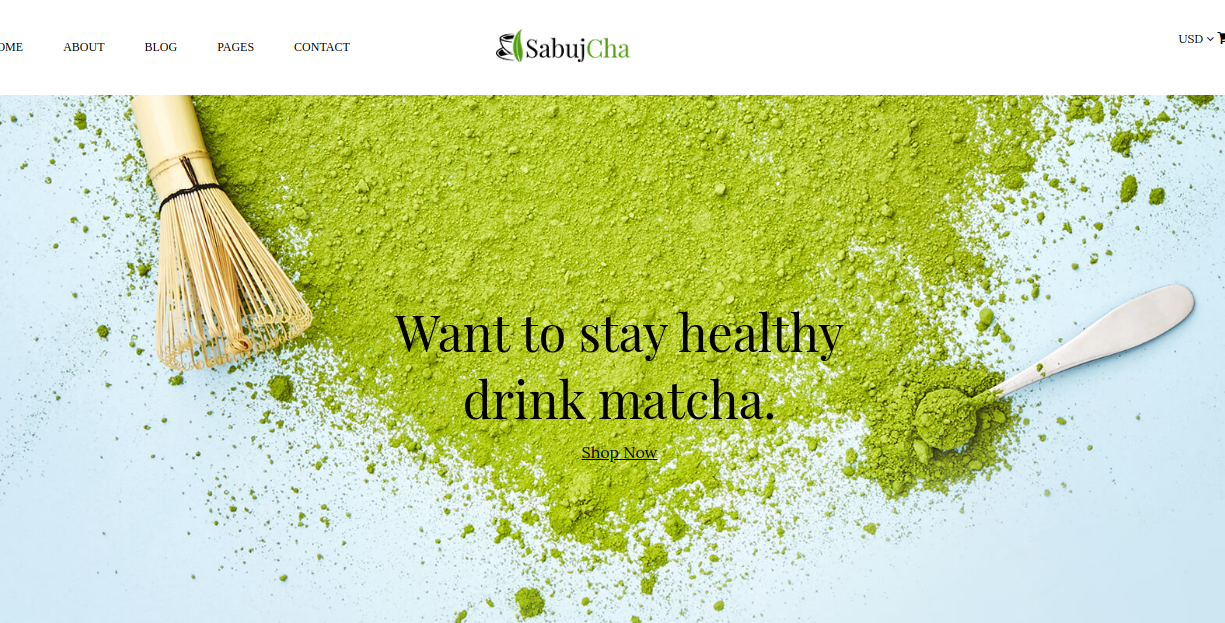 OME ABOUT BLOG PAGES CONTACT SabujCha USD
Want to stay healthy
drink matcha.
Shop Now